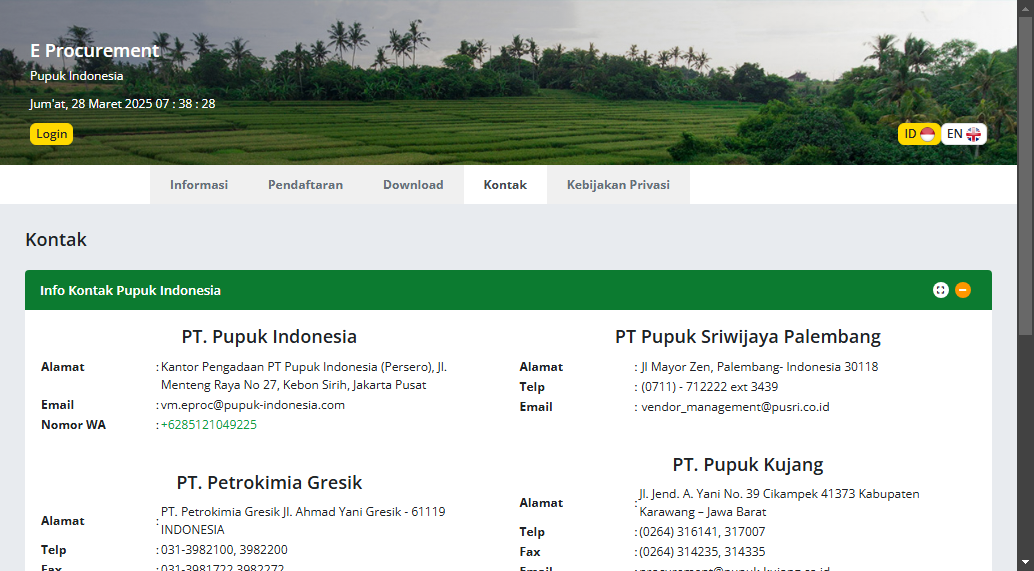 E Procurement
Pupuk Indonesia
Jum'at, 28 Maret 2025 07 : 38 : 28
Login
ID EN
Informasi Pendaftaran Download Kontak Kebijakan Privasi
Kontak
Info Kontak Pupuk Indonesia
PT. Pupuk Indonesia
Alamat : Kantor Pengadaan PT Pupuk Indonesia (Persero), Jl.
Menteng Raya No 27, Kebon Sirih, Jakarta Pusat
Email : vm.eproc@pupuk-indonesia.com
Nomor WA : +6285121049225
PT Pupuk Sriwijaya Palembang
Alamat : Jl Mayor Zen, Palembang- Indonesia 30118
Telp : (0711) - 712222 ext 3439
Email : vendor_management@pusri.co.id
PT. Petrokimia Gresik
Alamat : PT. Petrokimia Gresik Jl. Ahmad Yani Gresik - 61119
INDONESIA
Telp : 031-3982100, 3982200
Fax : 031-3981722,3982272
PT. Pupuk Kujang
Alamat : Jl. Jend. A. Yani No. 39 Cikampek 41373 Kabupaten
Karawang – Jawa Barat
Telp : (0264) 316141, 317007
Fax : (0264) 314235, 314335
Email : procurement@pupuk-kujang.co.id